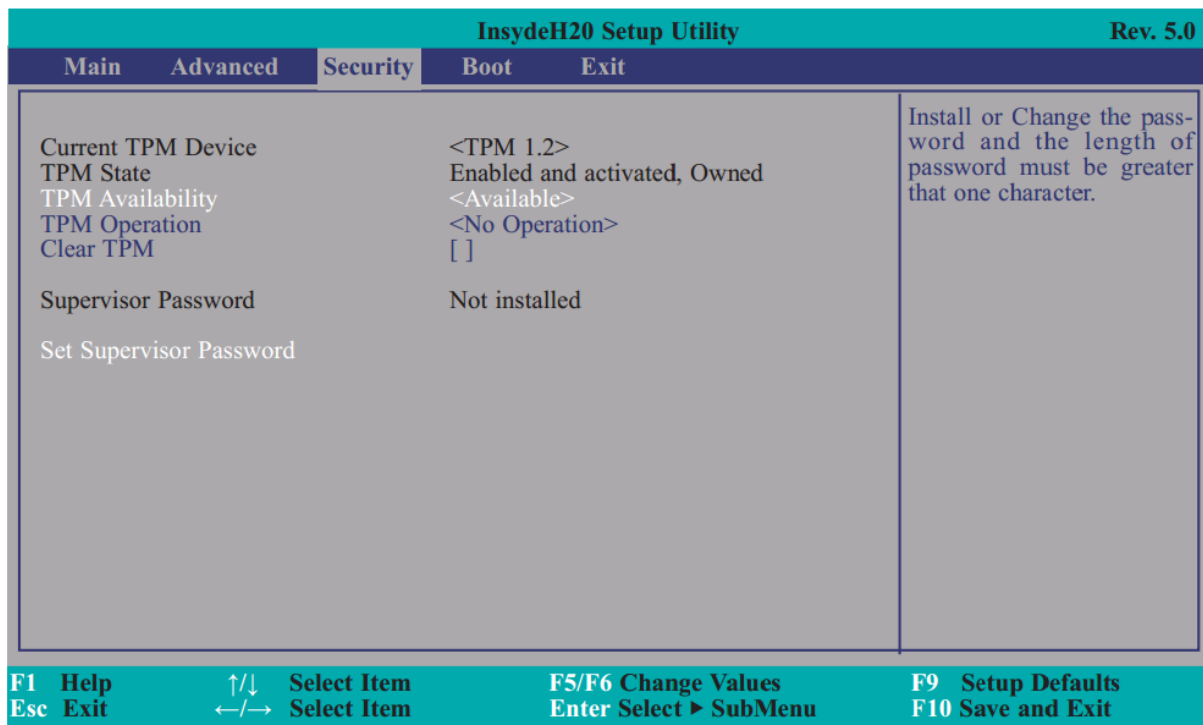 InsydeH20 Setup Utility Rev. 5.0
Main Advanced Security Boot Exit
Current TPM Device <TPM 1.2>
TPM State Enabled and activated, Owned
TPM Availability <Available>
TPM Operation <No Operation>
Clear TPM [ ]
Supervisor Password Not installed
Set Supervisor Password
Install or Change the pass-
word and the length of
password must be greater
that one character.
F1 Help ↑/↓ Select Item F5/F6 Change Values F9 Setup Defaults
Esc Exit ←/→ Select Item Enter Select ▶ SubMenu F10 Save and Exit